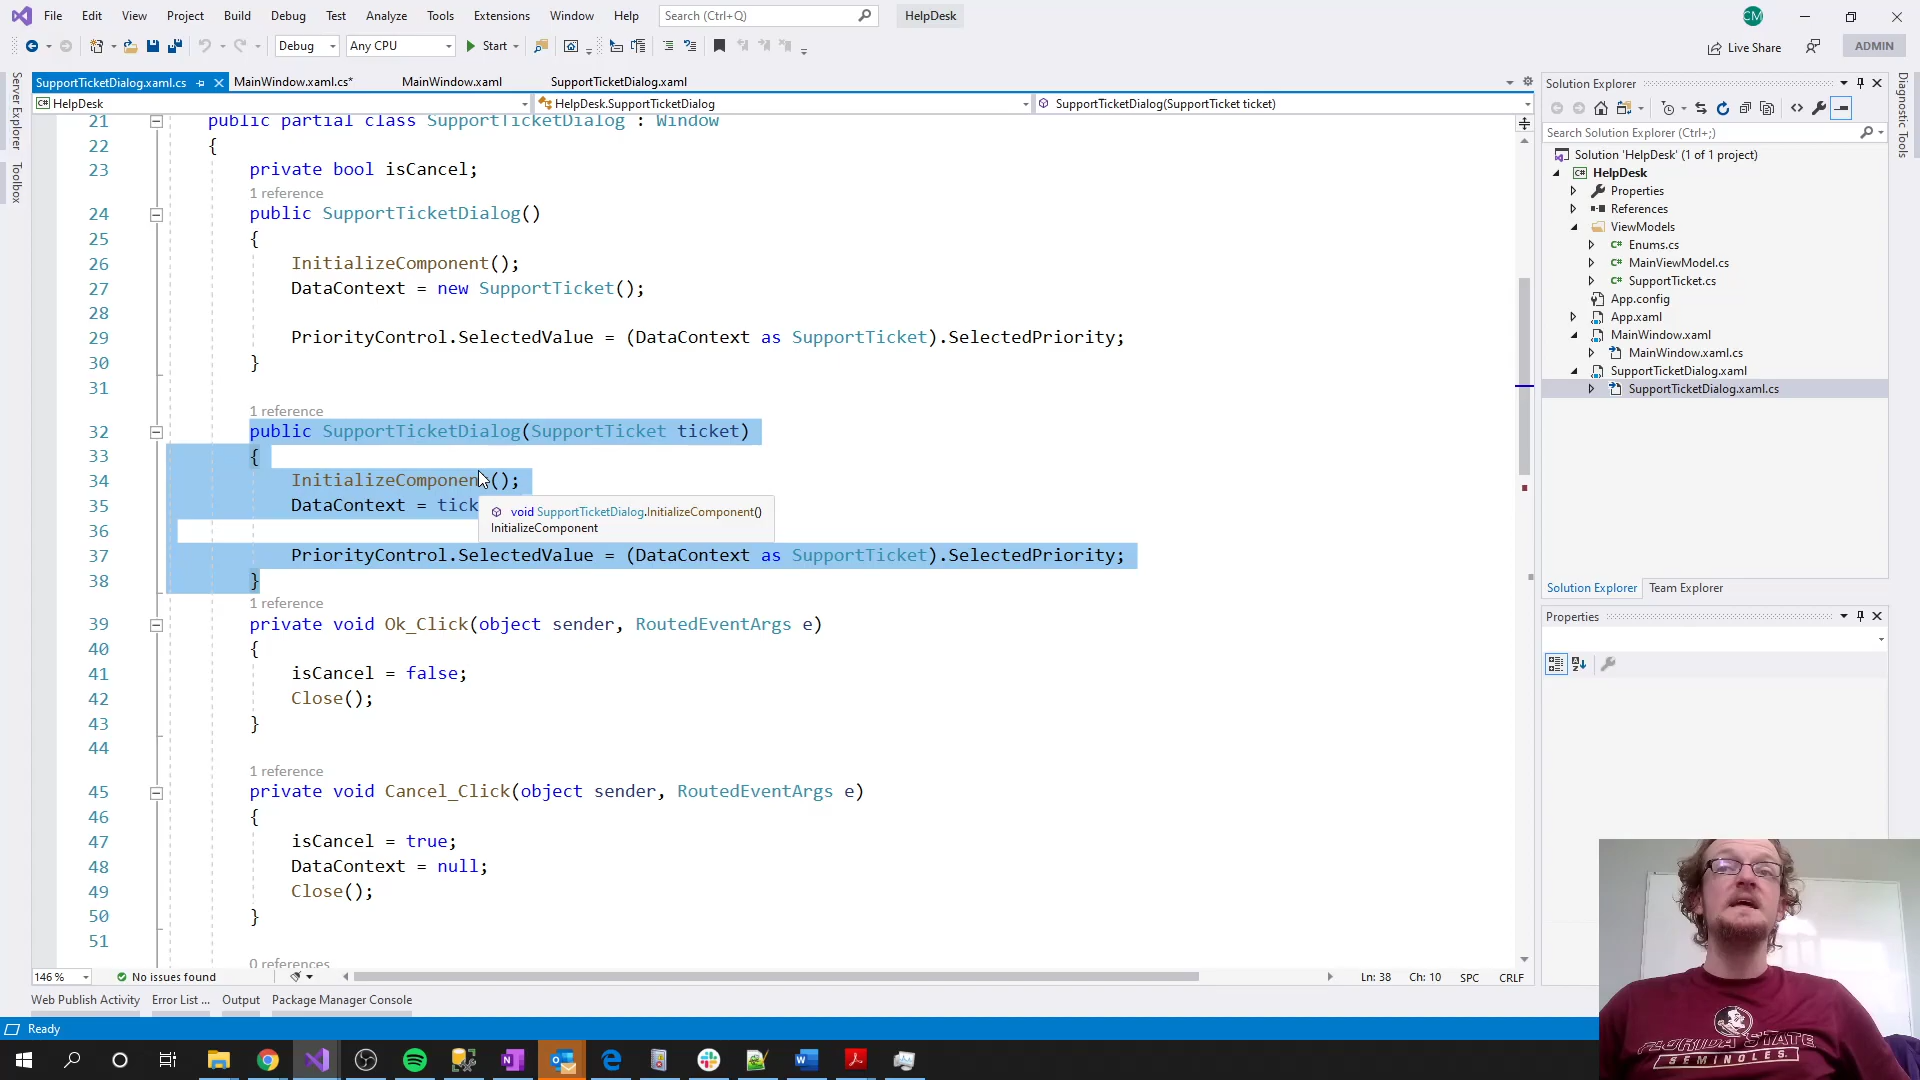 File Edit View Project Build Debug Test Analyze Tools Extensions Window Help Search (Ctrl+Q) HelpDesk CM
Debug Any CPU Start Live Share ADMIN
SupportTicketDialog.xaml.cs MainWindow.xaml.cs* MainWindow.xaml SupportTicketDialog.xaml
HelpDesk HelpDesk.SupportTicketDialog SupportTicketDialog(SupportTicket ticket)
Server Explorer
Toolbox
21 public partial class SupportTicketDialog : Window
22 {
23 private bool isCancel;
1 reference
24 public SupportTicketDialog()
25 {
26 InitializeComponent();
27 DataContext = new SupportTicket();
28
29 PriorityControl.SelectedValue = (DataContext as SupportTicket).SelectedPriority;
30 }
31
1 reference
32 public SupportTicketDialog(SupportTicket ticket)
33 {
34 InitializeComponent();
35 DataContext = tick
void SupportTicketDialog.InitializeComponent()
InitializeComponent
36
37 PriorityControl.SelectedValue = (DataContext as SupportTicket).SelectedPriority;
38 }
1 reference
39 private void Ok_Click(object sender, RoutedEventArgs e)
40 {
41 isCancel = false;
42 Close();
43 }
44
1 reference
45 private void Cancel_Click(object sender, RoutedEventArgs e)
46 {
47 isCancel = true;
48 DataContext = null;
49 Close();
50 }
51
0 references
146 % No issues found Ln: 38 Ch: 10 SPC CRLF
Web Publish Activity Error List ... Output Package Manager Console
Ready
Solution Explorer
Search Solution Explorer (Ctrl+;)
Solution 'HelpDesk' (1 of 1 project)
HelpDesk
Properties
References
ViewModels
Enums.cs
MainViewModel.cs
SupportTicket.cs
App.config
App.xaml
MainWindow.xaml
MainWindow.xaml.cs
SupportTicketDialog.xaml
SupportTicketDialog.xaml.cs
Solution Explorer Team Explorer
Properties
Diagnostic Tools
FLORIDA STATE
SEMINOLES.